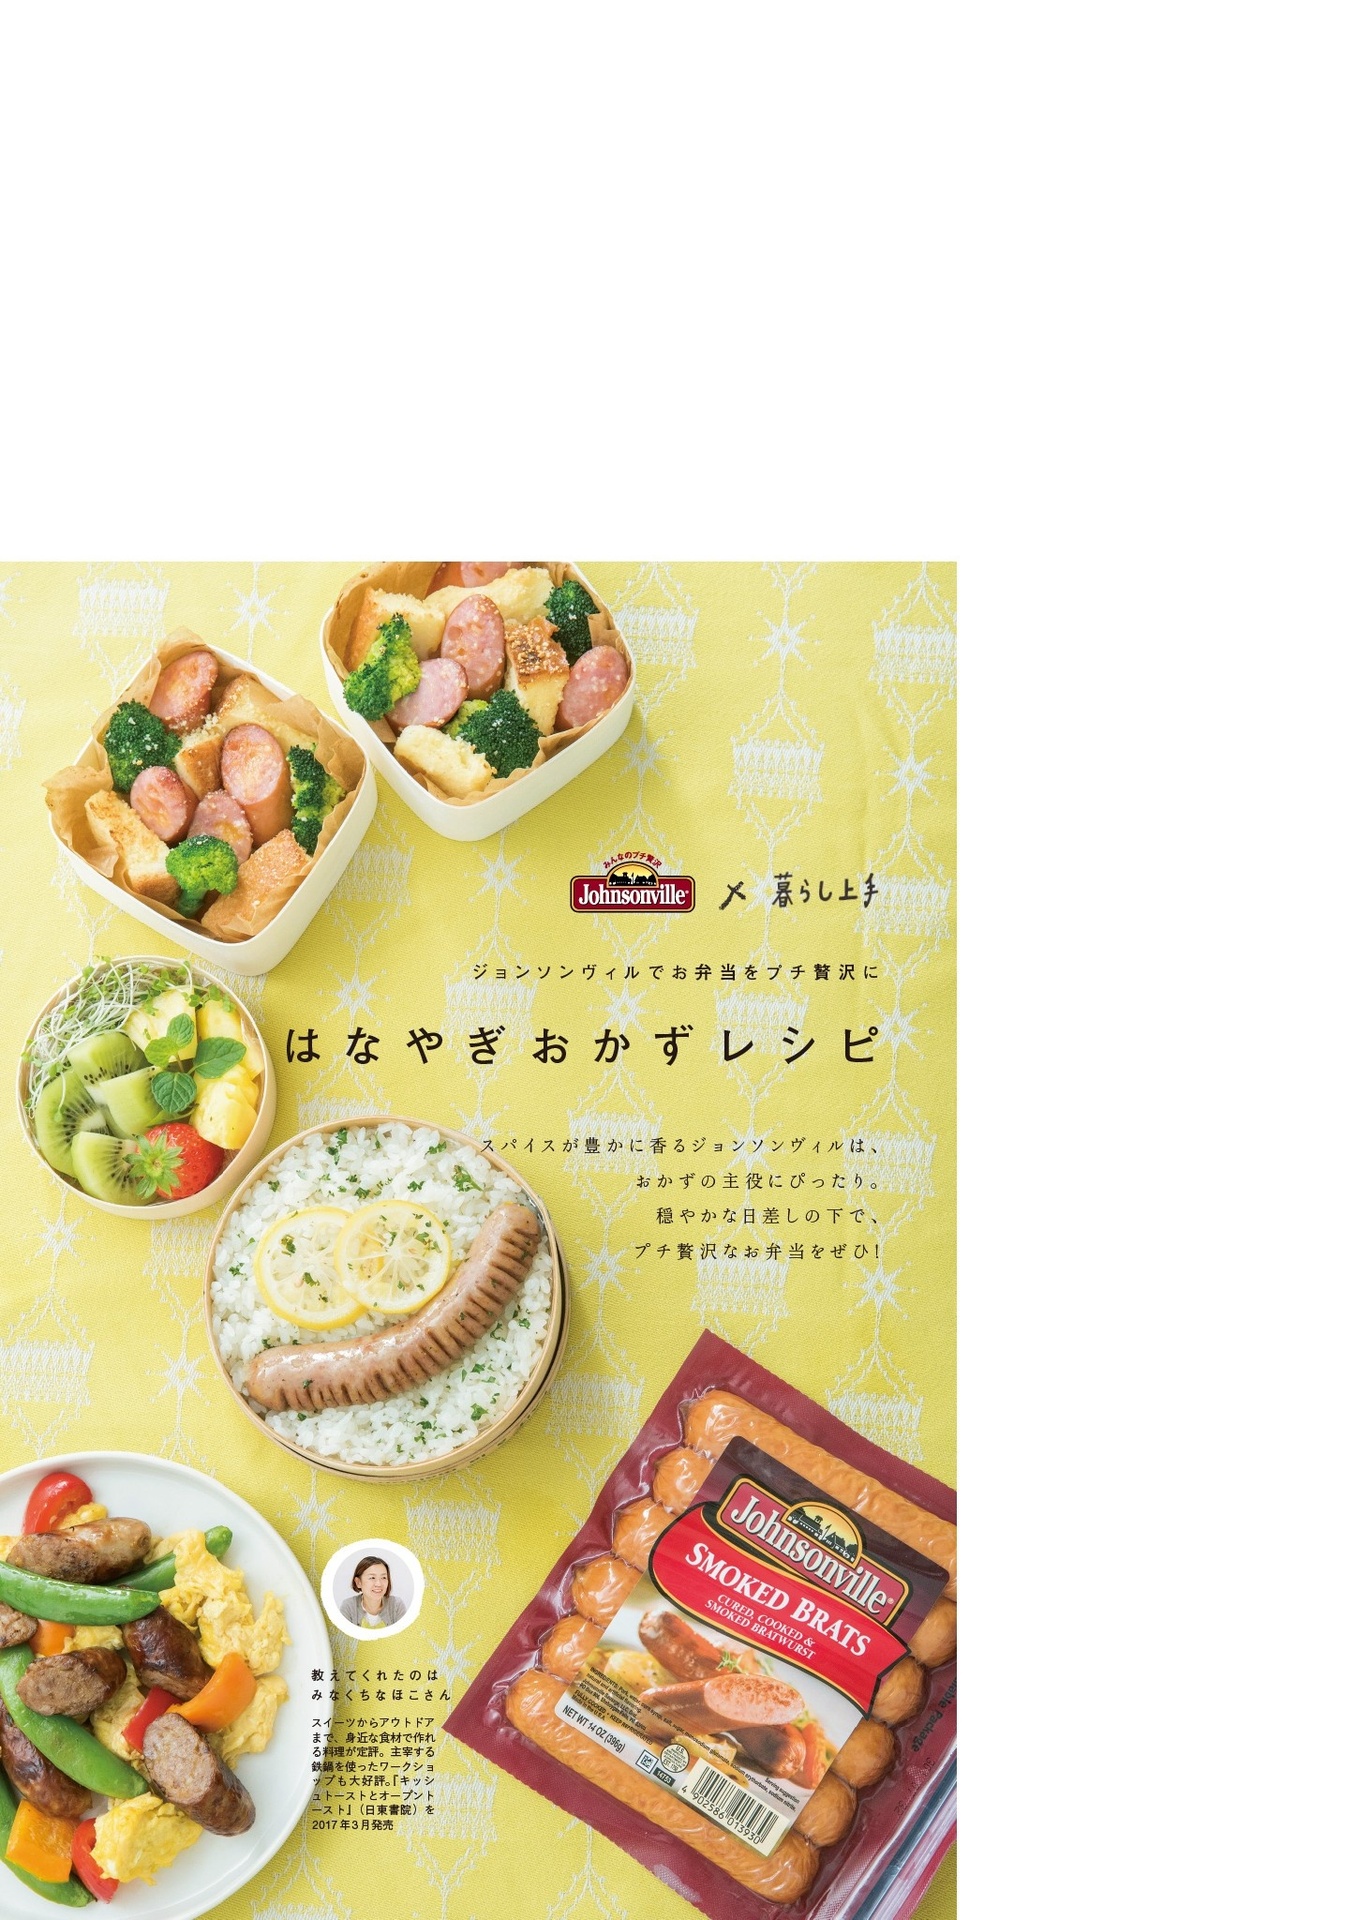 みんなのプチ贅沢
Johnsonville
× 暮らし上手
ジョンソンヴィルでお弁当をプチ贅沢に
はなやぎおかずレシピ
スパイスが豊かに香るジョンソンヴィルは、
おかずの主役にぴったり。
穏やかな日差しの下で、
プチ贅沢なお弁当をぜひ!
教えてくれたのは
みなくちなほこさん
スイーツからアウトドア
まで、身近な食材で作れ
る料理が定評。主宰する
鉄鍋を使ったワークショ
ップも大好評。『キッシ
ュトーストとオープント
ースト』（日東書院）を
2017年3月発売
Johnsonville
SMOKED BRATS
CURED, COOKED &
SMOKED BRATWURST
NET WT 14 OZ (396g)
Serving suggestion
4 902586 013930